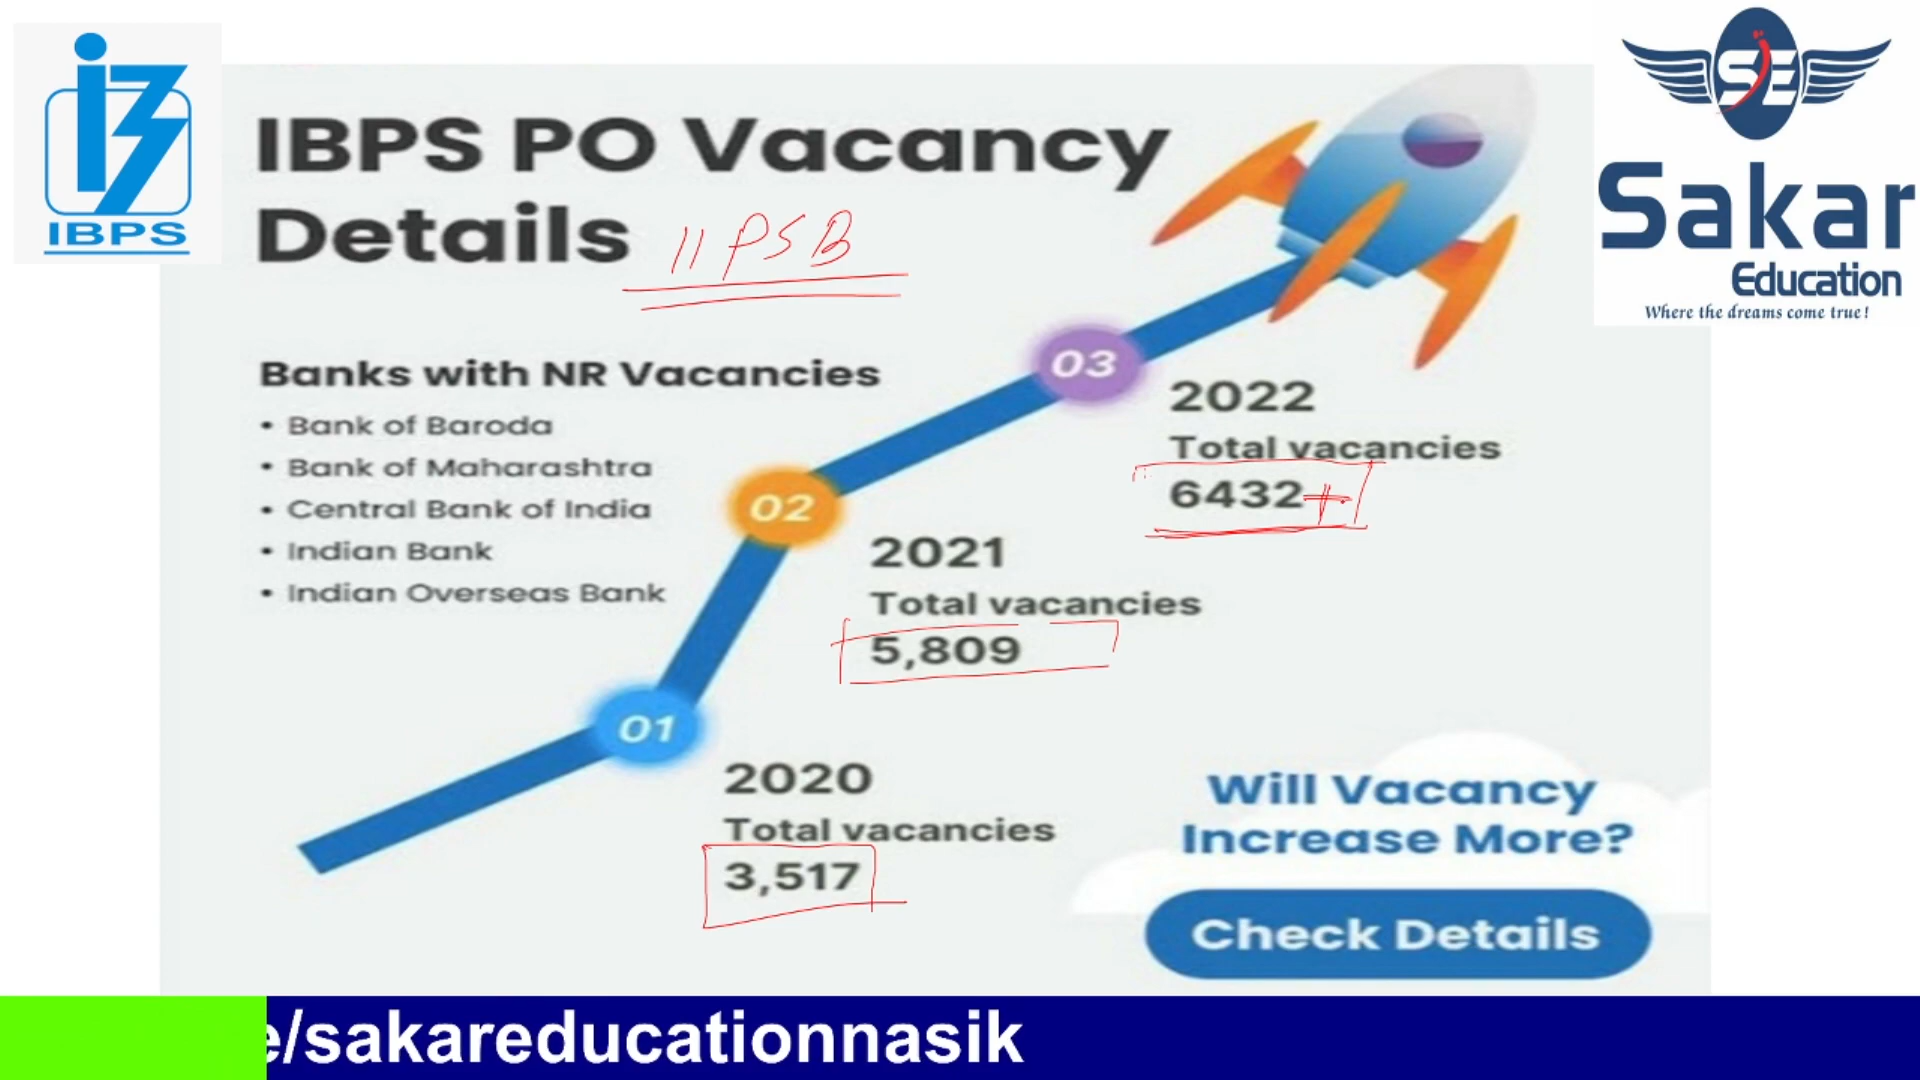 IBPS
IBPS PO Vacancy
Details
11 PSB
SE
Sakar
Education
Where the dreams come true!
Banks with NR Vacancies
• Bank of Baroda
• Bank of Maharashtra
• Central Bank of India
• Indian Bank
• Indian Overseas Bank
03
2022
Total vacancies
6432+
02
2021
Total vacancies
5,809
01
2020
Total vacancies
3,517
Will Vacancy
Increase More?
Check Details
e/sakareducationnasik